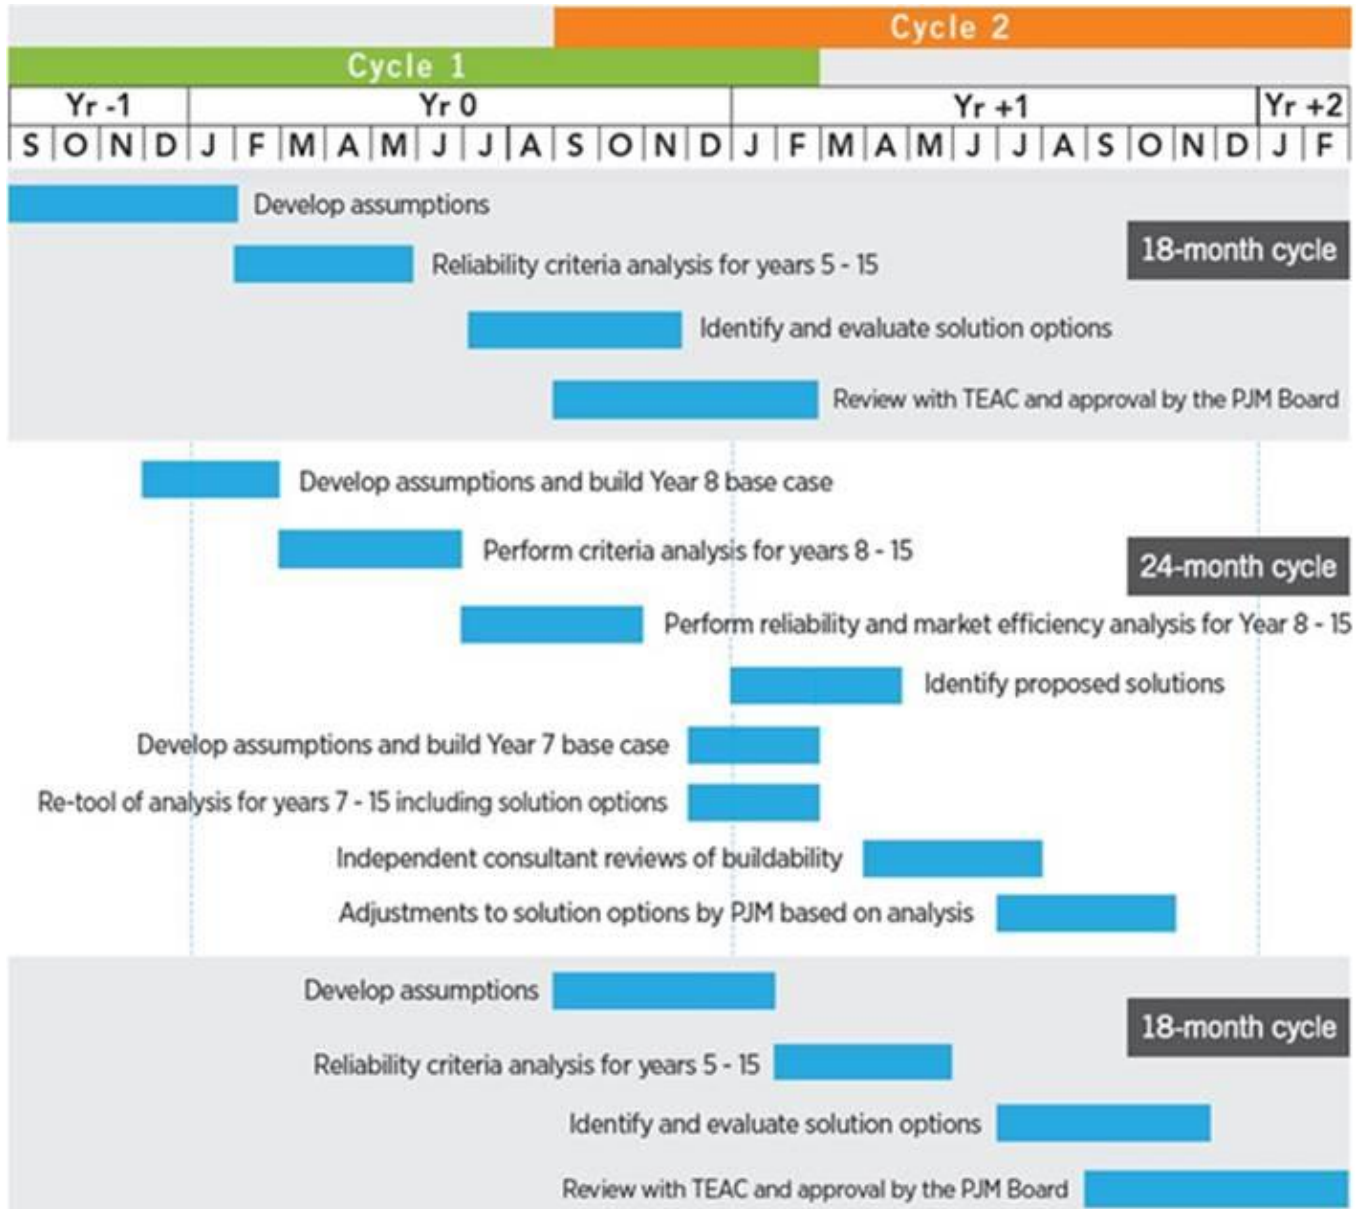 Cycle 2
Cycle 1
Yr -1 Yr 0 Yr +1 Yr +2
S O N D J F M A M J J A S O N D J F M A M J J A S O N D J F
Develop assumptions
18-month cycle
Reliability criteria analysis for years 5 - 15
Identify and evaluate solution options
Review with TEAC and approval by the PJM Board
Develop assumptions and build Year 8 base case
Perform criteria analysis for years 8 - 15
24-month cycle
Perform reliability and market efficiency analysis for Year 8 - 15
Identify proposed solutions
Develop assumptions and build Year 7 base case
Re-tool of analysis for years 7 - 15 including solution options
Independent consultant reviews of buildability
Adjustments to solution options by PJM based on analysis
Develop assumptions
18-month cycle
Reliability criteria analysis for years 5 - 15
Identify and evaluate solution options
Review with TEAC and approval by the PJM Board